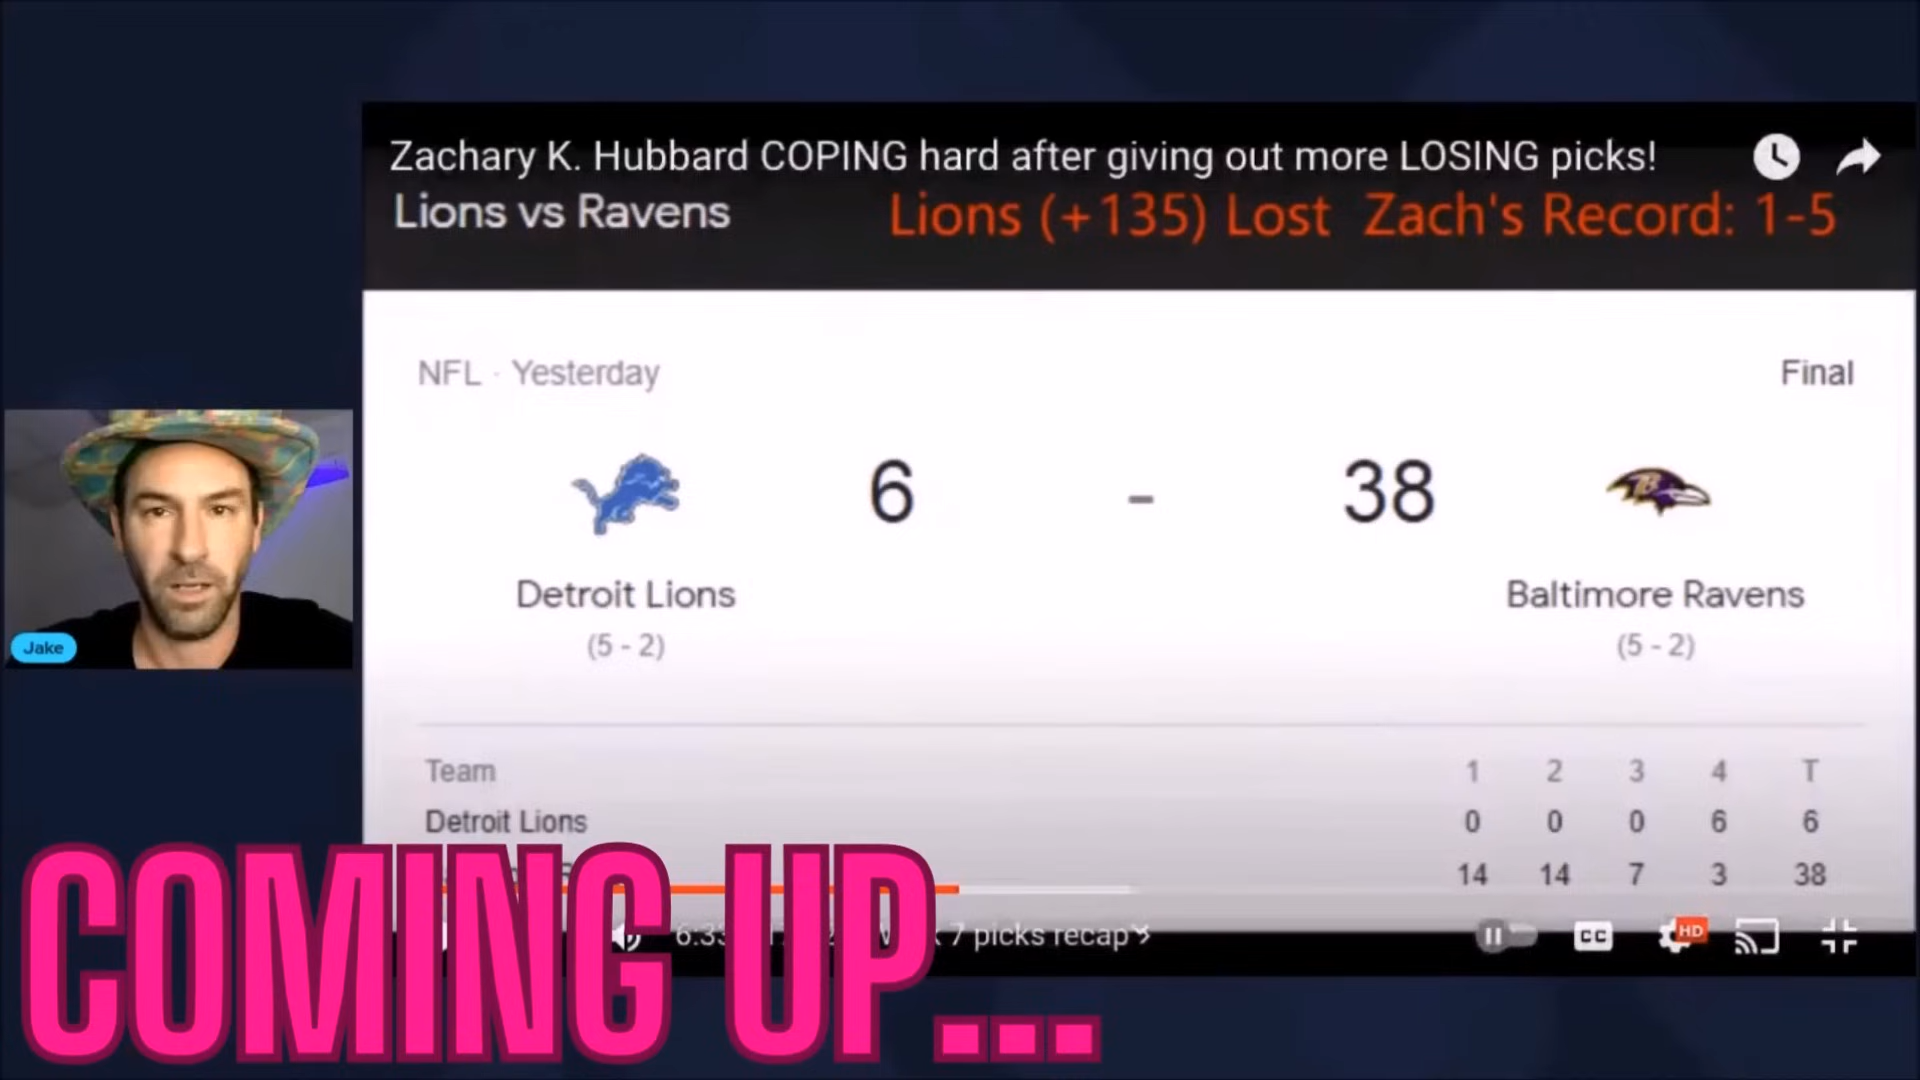 Zachary K. Hubbard COPING hard after giving out more LOSING picks!
Lions vs Ravens Lions (+135) Lost Zach's Record: 1-5
NFL · Yesterday Final
6 - 38
Detroit Lions Baltimore Ravens
(5 - 2) (5 - 2)
Jake
Team 1 2 3 4 T
Detroit Lions 0 0 0 6 6
14 14 7 3 38
7 picks recap
CC HD
COMING UP...